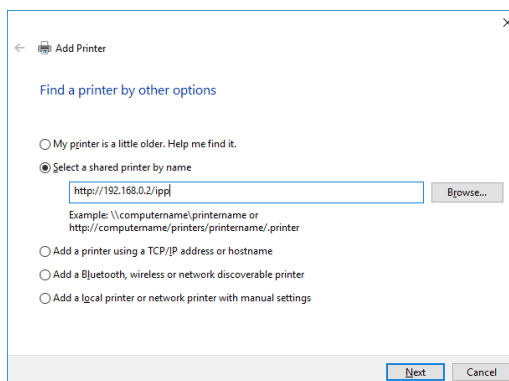 Add Printer
Find a printer by other options
My printer is a little older. Help me find it.
Select a shared printer by name
http://192.168.0.2/ipp
Browse...
Example: \\computername\printername or
http://computername/printers/printername/.printer
Add a printer using a TCP/IP address or hostname
Add a Bluetooth, wireless or network discoverable printer
Add a local printer or network printer with manual settings
Next
Cancel